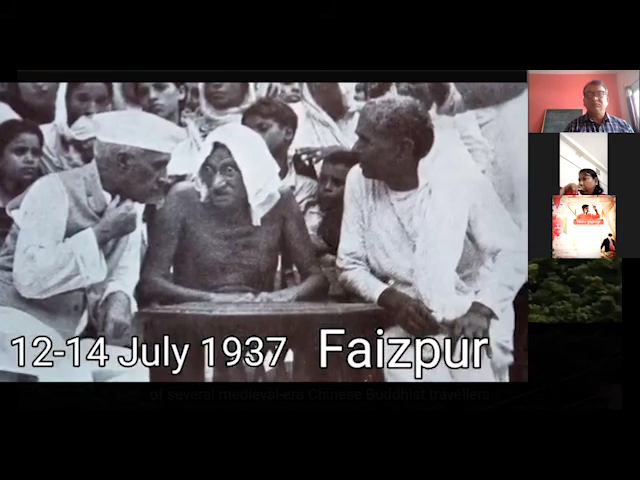 12-14 July 1937 Faizpur
of several medieval-era Chinese Buddhist travellers